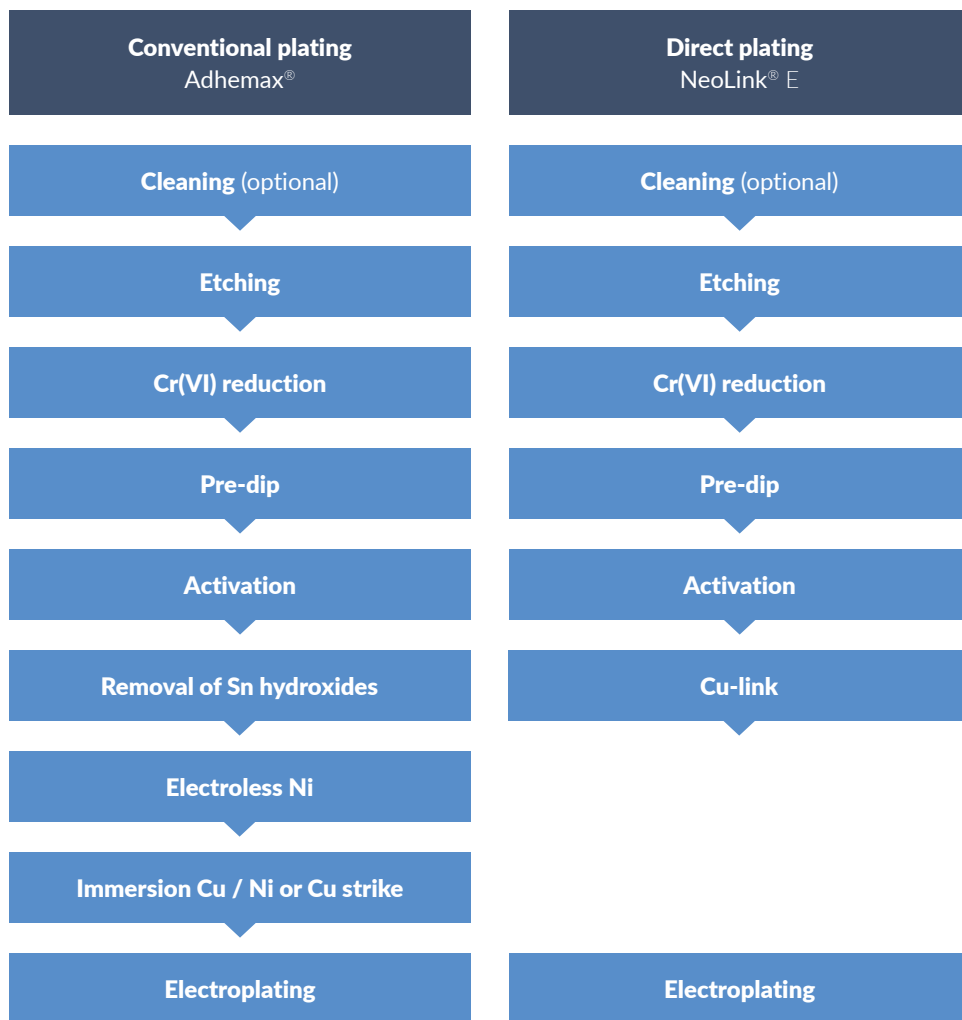 Conventional plating
Adhemax®
Cleaning (optional)
Etching
Cr(VI) reduction
Pre-dip
Activation
Removal of Sn hydroxides
Electroless Ni
Immersion Cu / Ni or Cu strike
Electroplating
Direct plating
NeoLink® E
Cleaning (optional)
Etching
Cr(VI) reduction
Pre-dip
Activation
Cu-link
Electroplating